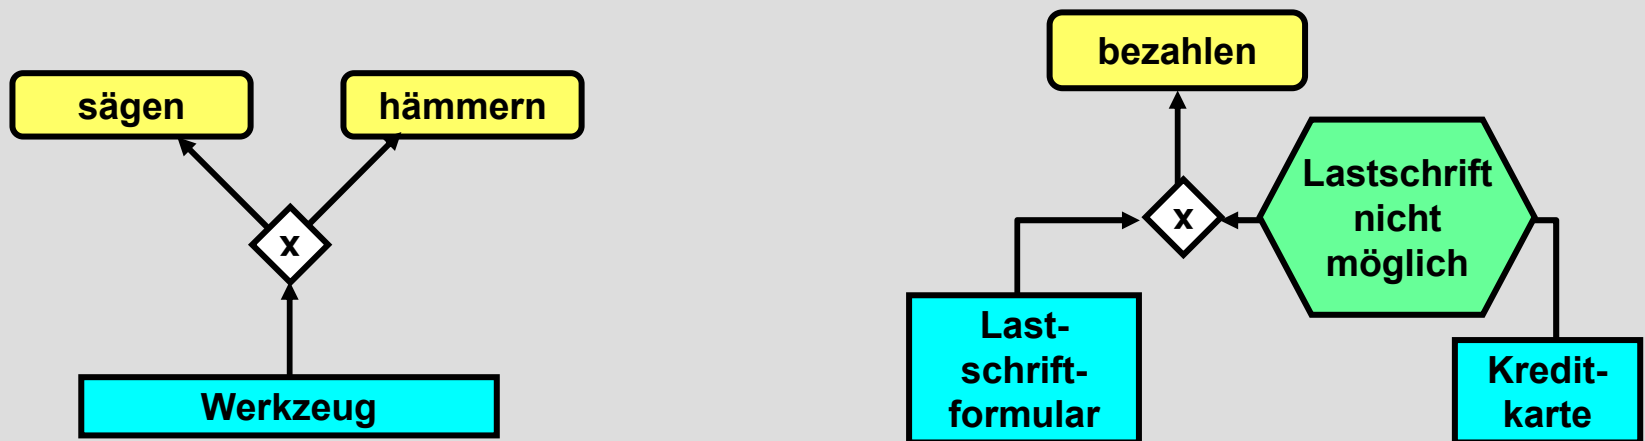 sägen
hämmern
x
Werkzeug
bezahlen
Lastschrift
nicht
möglich
x
Last-
schrift-
formular
Kredit-
karte